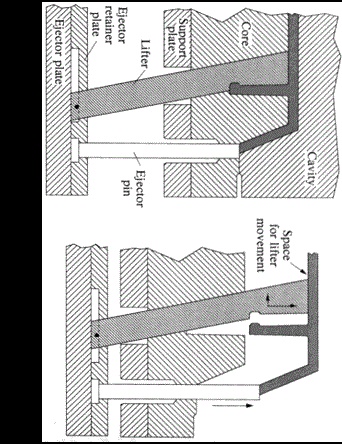 Cavity
Core
Support
plate
Lifter
Ejector
retainer
plate
Ejector plate
Ejector
pin
Space
for lifter
movement